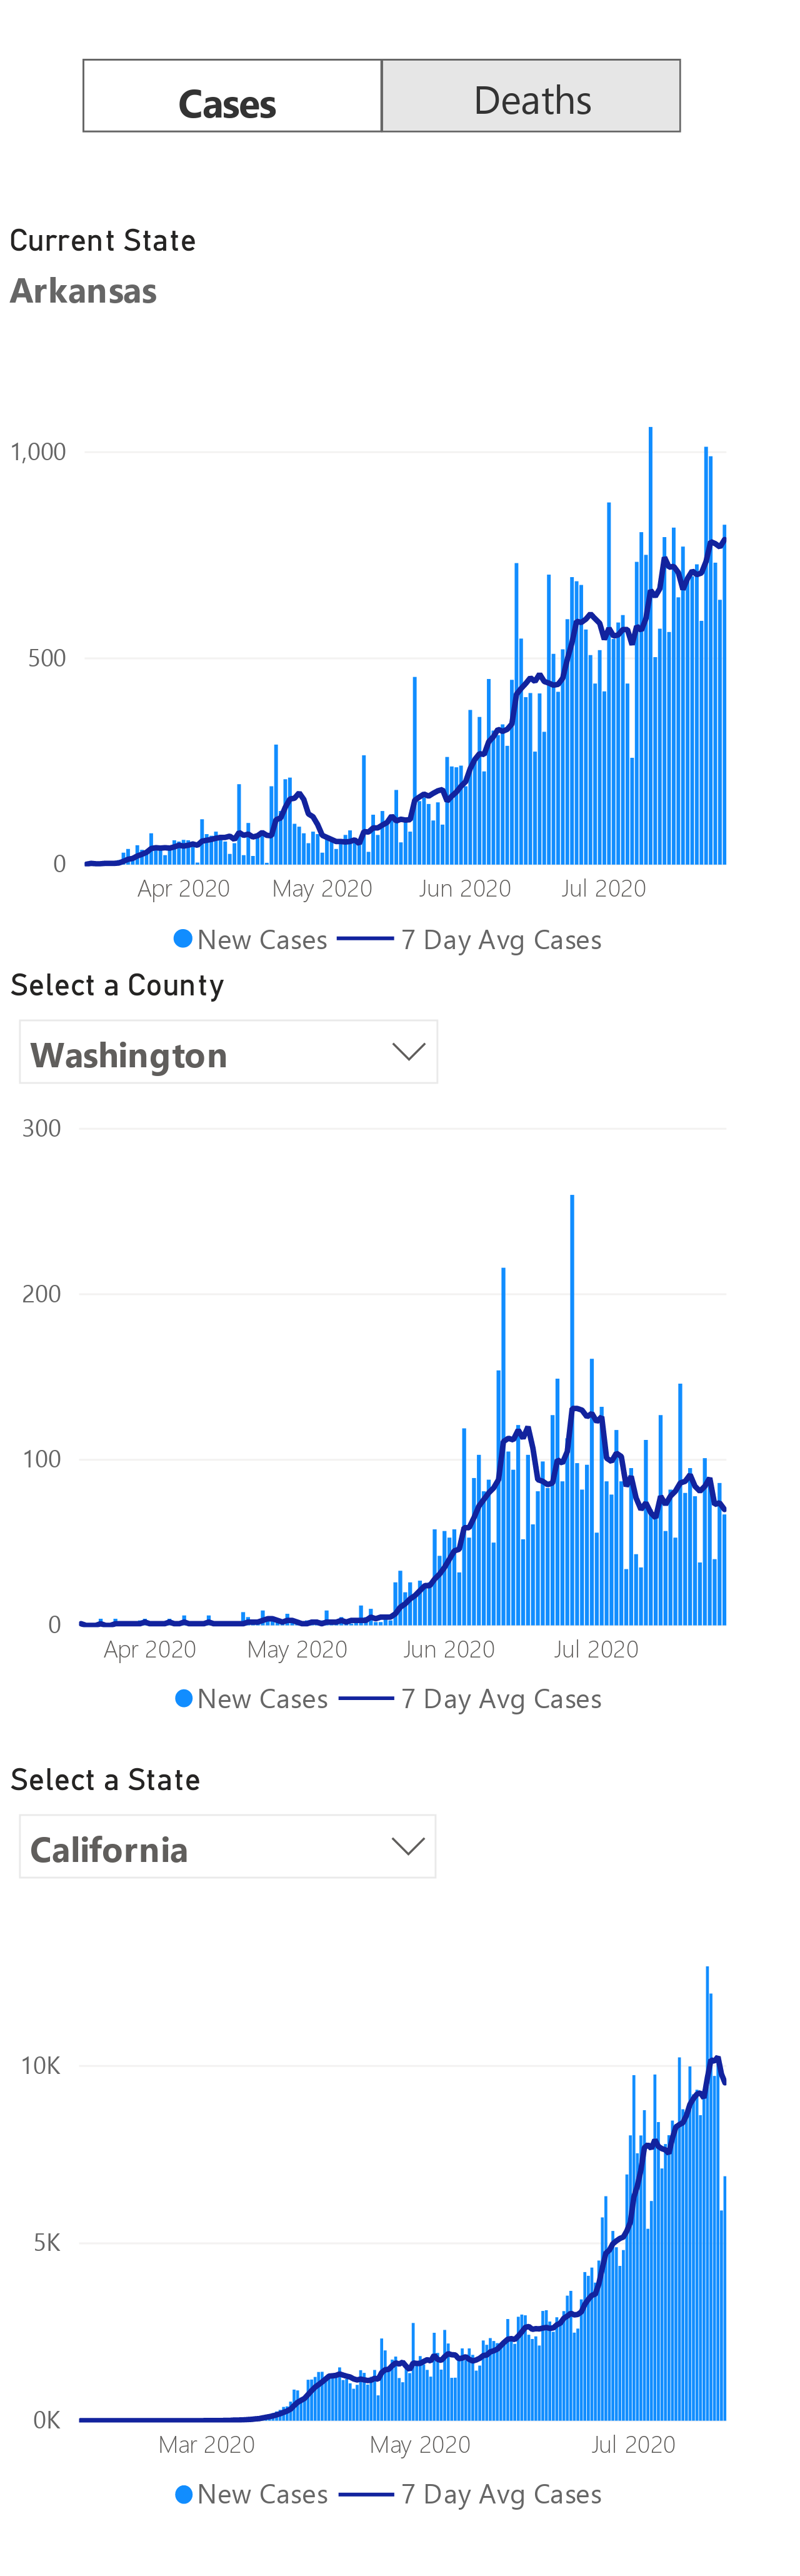 Cases Deaths
Current State
Arkansas
1,000
500
0
Apr 2020 May 2020 Jun 2020 Jul 2020
New Cases 7 Day Avg Cases
Select a County
Washington
300
200
100
0
Apr 2020 May 2020 Jun 2020 Jul 2020
New Cases 7 Day Avg Cases
Select a State
California
10K
5K
0K
Mar 2020 May 2020 Jul 2020
New Cases 7 Day Avg Cases